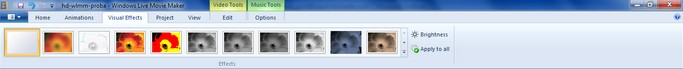 hd-wlmm-proba - Windows Live Movie Maker
Video Tools
Music Tools
Home
Animations
Visual Effects
Project
View
Edit
Options
Brightness
Apply to all
Effects